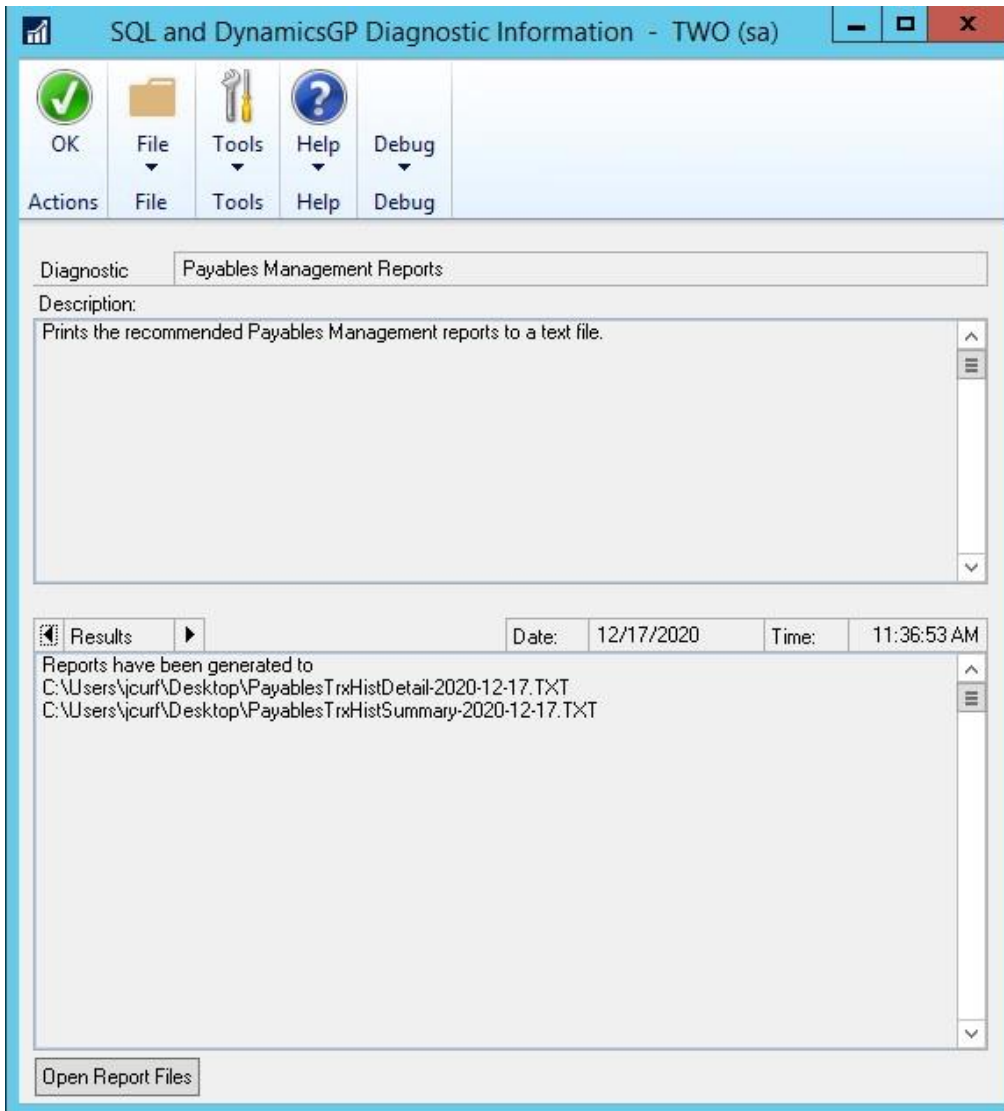 SQL and DynamicsGP Diagnostic Information - TWO (sa)
OK File Tools Help Debug
Actions File Tools Help Debug
Diagnostic Payables Management Reports
Description:
Prints the recommended Payables Management reports to a text file.
Results Date: 12/17/2020 Time: 11:36:53 AM
Reports have been generated to
C:\Users\jcurf\Desktop\PayablesTrxHistDetail-2020-12-17.TXT
C:\Users\jcurf\Desktop\PayablesTrxHistSummary-2020-12-17.TXT
Open Report Files